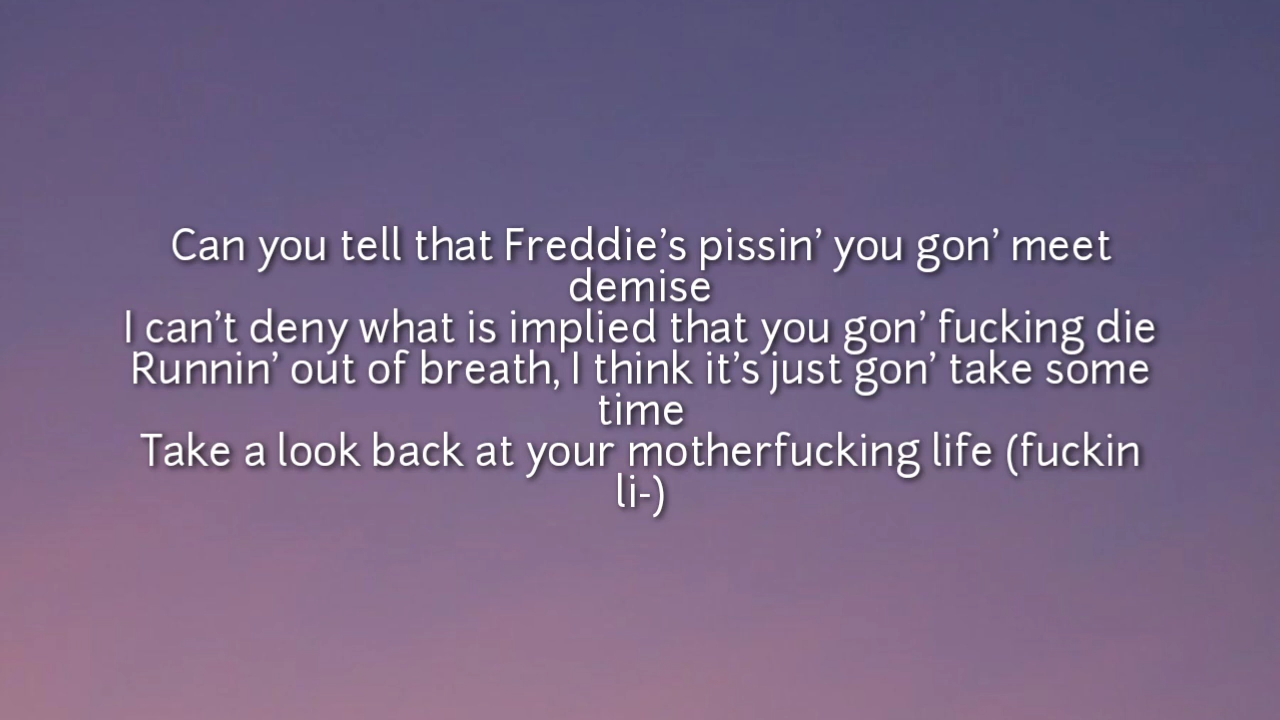 Can you tell that Freddie’s pissin’ you gon’ meet
demise
I can’t deny what is implied that you gon’ fucking die
Runnin’ out of breath, I think it’s just gon’ take some
time
Take a look back at your motherfucking life (fuckin
li-)